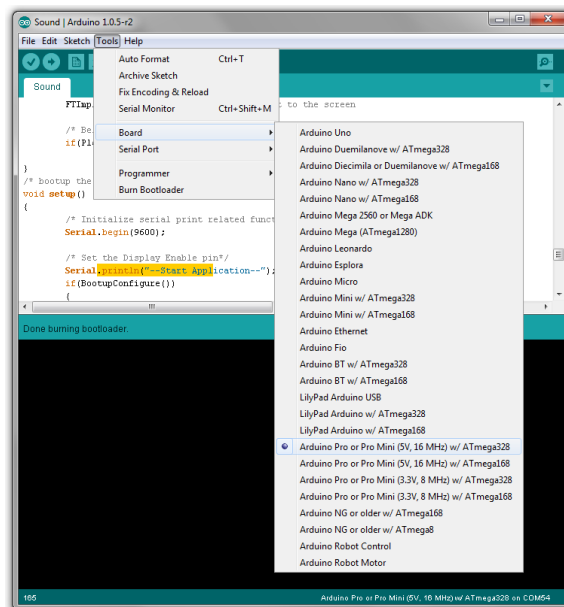 Sound | Arduino 1.0.5-r2
File Edit Sketch Tools Help
Sound
Auto Format Ctrl+T
Archive Sketch
Fix Encoding & Reload
Serial Monitor Ctrl+Shift+M
Board
Serial Port
Programmer
Burn Bootloader
Arduino Uno
Arduino Duemilanove w/ ATmega328
Arduino Diecimila or Duemilanove w/ ATmega168
Arduino Nano w/ ATmega328
Arduino Nano w/ ATmega168
Arduino Mega 2560 or Mega ADK
Arduino Mega (ATmega1280)
Arduino Leonardo
Arduino Esplora
Arduino Micro
Arduino Mini w/ ATmega328
Arduino Mini w/ ATmega168
Arduino Ethernet
Arduino Fio
Arduino BT w/ ATmega328
Arduino BT w/ ATmega168
LilyPad Arduino USB
LilyPad Arduino w/ ATmega328
LilyPad Arduino w/ ATmega168
Arduino Pro or Pro Mini (5V, 16 MHz) w/ ATmega328
Arduino Pro or Pro Mini (5V, 16 MHz) w/ ATmega168
Arduino Pro or Pro Mini (3.3V, 8 MHz) w/ ATmega328
Arduino Pro or Pro Mini (3.3V, 8 MHz) w/ ATmega168
Arduino NG or older w/ ATmega168
Arduino NG or older w/ ATmega8
Arduino Robot Control
Arduino Robot Motor
FTImpl t to the screen
/* Be
if(Pl
}
/* bootup the
void setup()
{
/* Initialize serial print related funct
Serial.begin(9600);
/* Set the Display Enable pin*/
Serial.println("--Start Application--");
if(BootupConfigure())
{
Done burning bootloader.
165 Arduino Pro or Pro Mini (5V, 16 MHz) w/ ATmega328 on COM54